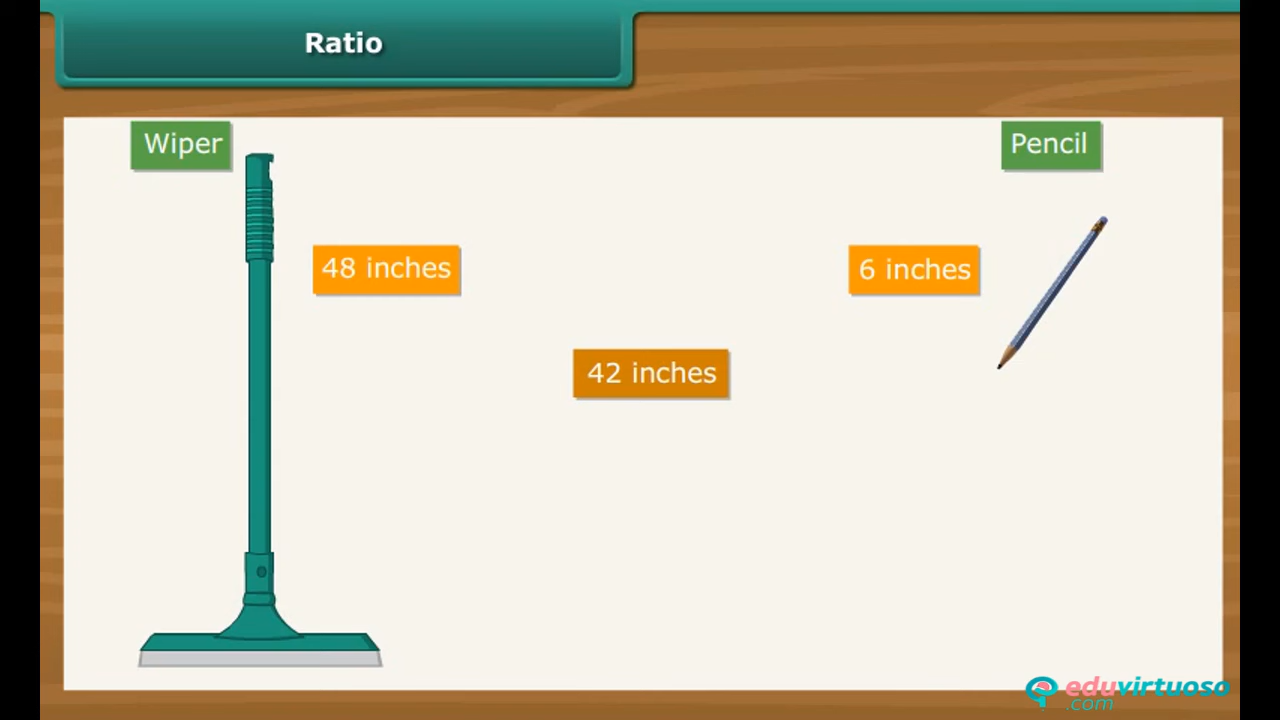 Ratio
Wiper
Pencil
48 inches
6 inches
42 inches
eduvirtuoso
.com